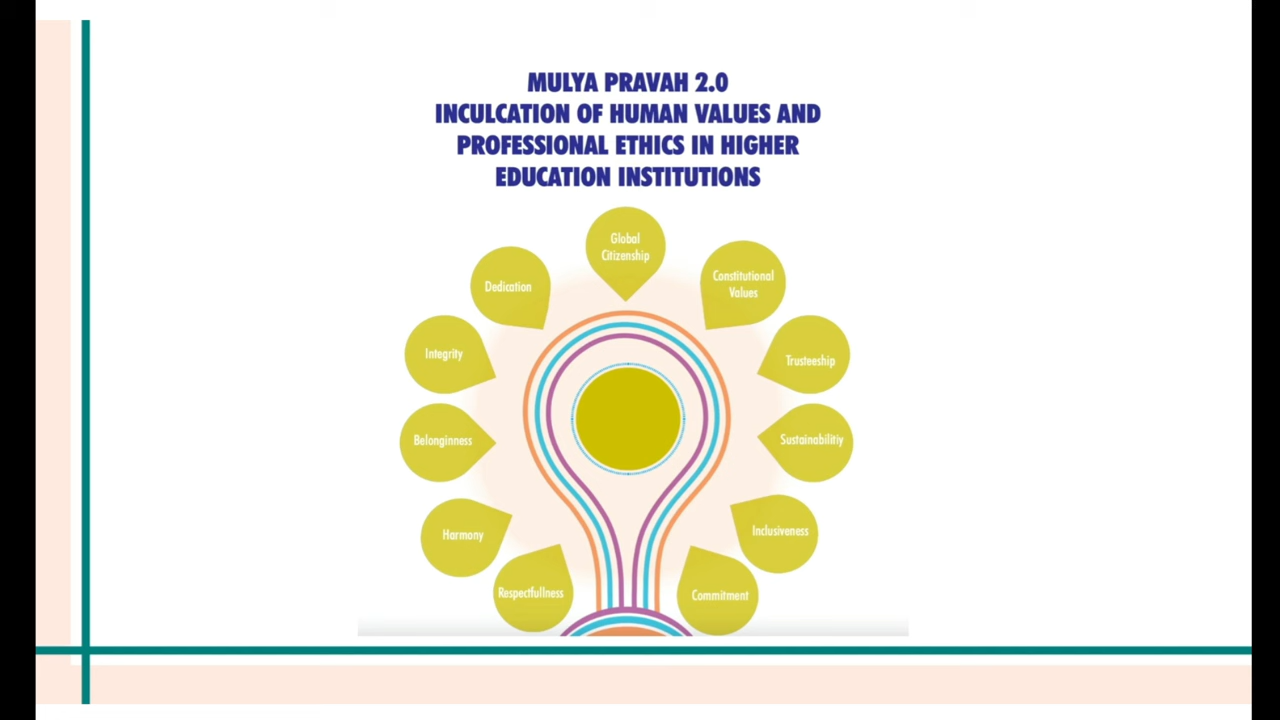 MULYA PRAVAH 2.0
INCULCATION OF HUMAN VALUES AND
PROFESSIONAL ETHICS IN HIGHER
EDUCATION INSTITUTIONS
Global
Citizenship
Constitutional
Values
Dedication
Integrity
Trusteeship
Belonginness
Sustainabilitiy
Harmony
Inclusiveness
Respectfullness
Commitment